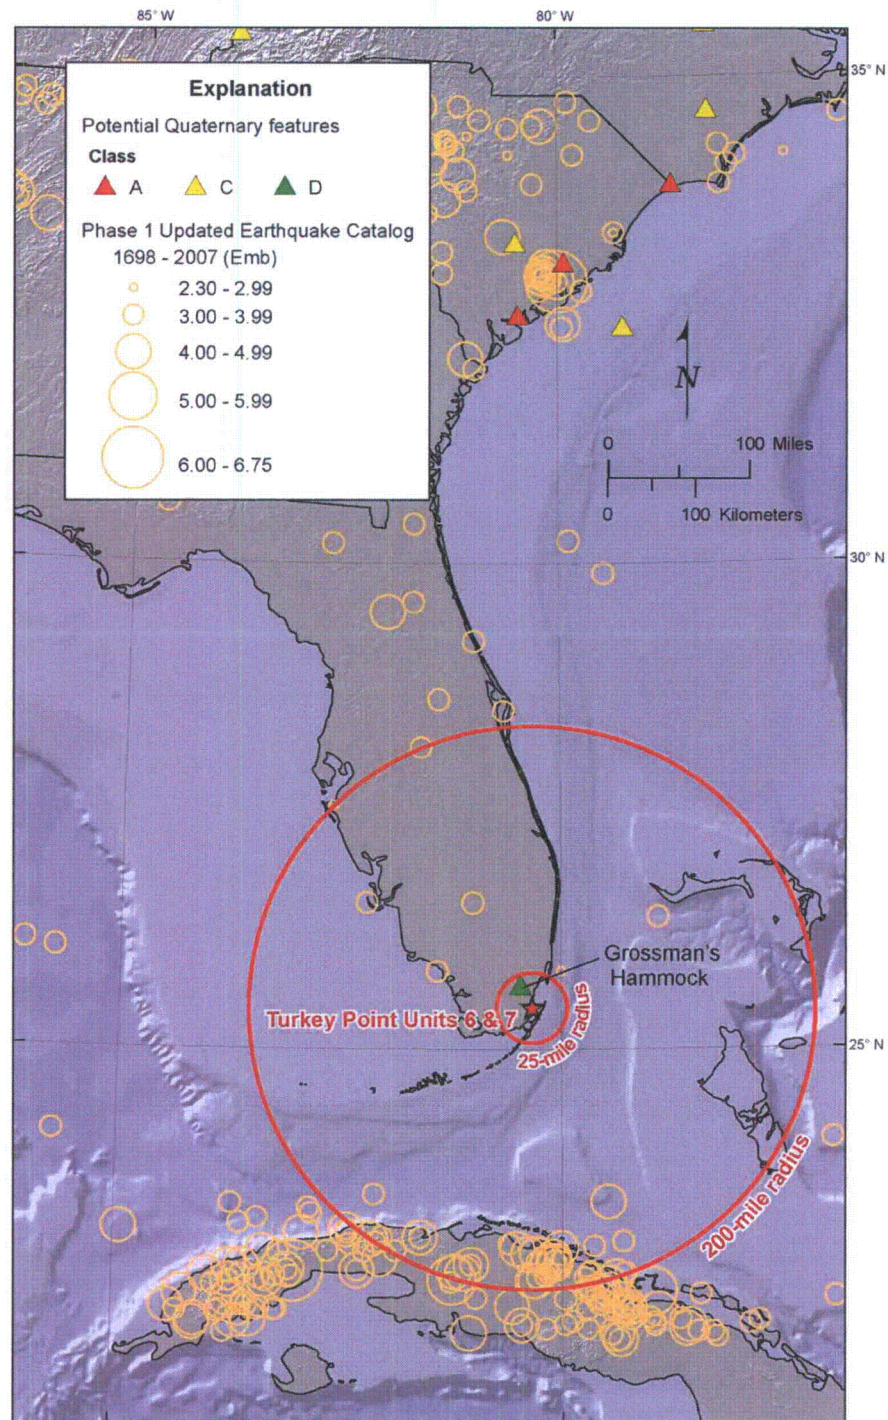 85° W
80° W
35° N
Explanation
Potential Quaternary features
Class
A
C
D
Phase 1 Updated Earthquake Catalog
1698 - 2007 (Emb)
2.30 - 2.99
3.00 - 3.99
4.00 - 4.99
5.00 - 5.99
6.00 - 6.75
N
0
100 Miles
0
100 Kilometers
30° N
Grossman's
Hammock
Turkey Point Units 6 & 7
25-mile radius
25° N
200-mile radius